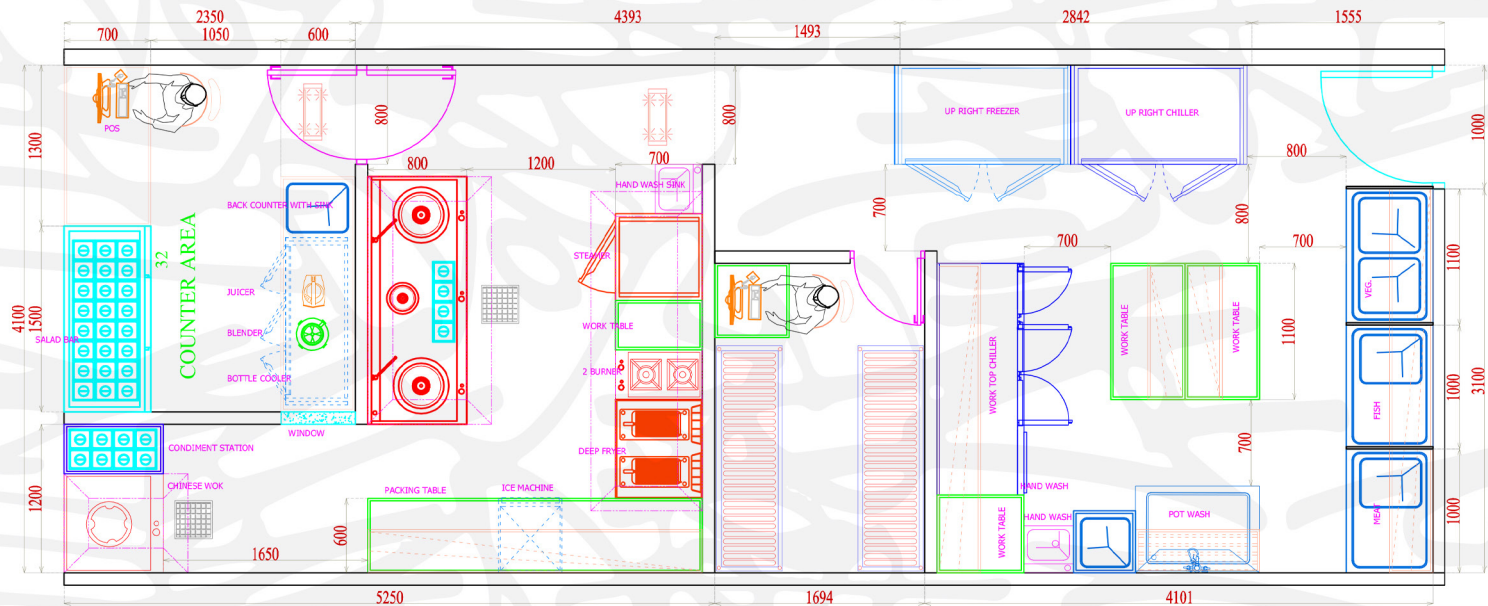 2350
4393
2842
1555
700
1050
600
1493
POS
1300
800
800
UP RIGHT FREEZER
UP RIGHT CHILLER
1000
800
1200
700
800
HAND WASH SINK
BACK COUNTER WITH SINK
700
800
COUNTER AREA
32
STEAMER
700
700
1100
JUICER
VEG.
4100
1500
SALAD BAR
BLENDER
WORK TABLE
WORK TABLE
WORK TABLE
1100
BOTTLE COOLER
2 BURNER
WORK TOP CHILLER
3100
1000
FISH
WINDOW
CONDIMENT STATION
DEEP FRYER
700
CHINESE WOK
PACKING TABLE
ICE MACHINE
HAND WASH
1200
HAND WASH
POT WASH
MEAT
1000
WORK TABLE
600
1650
5250
1694
4101